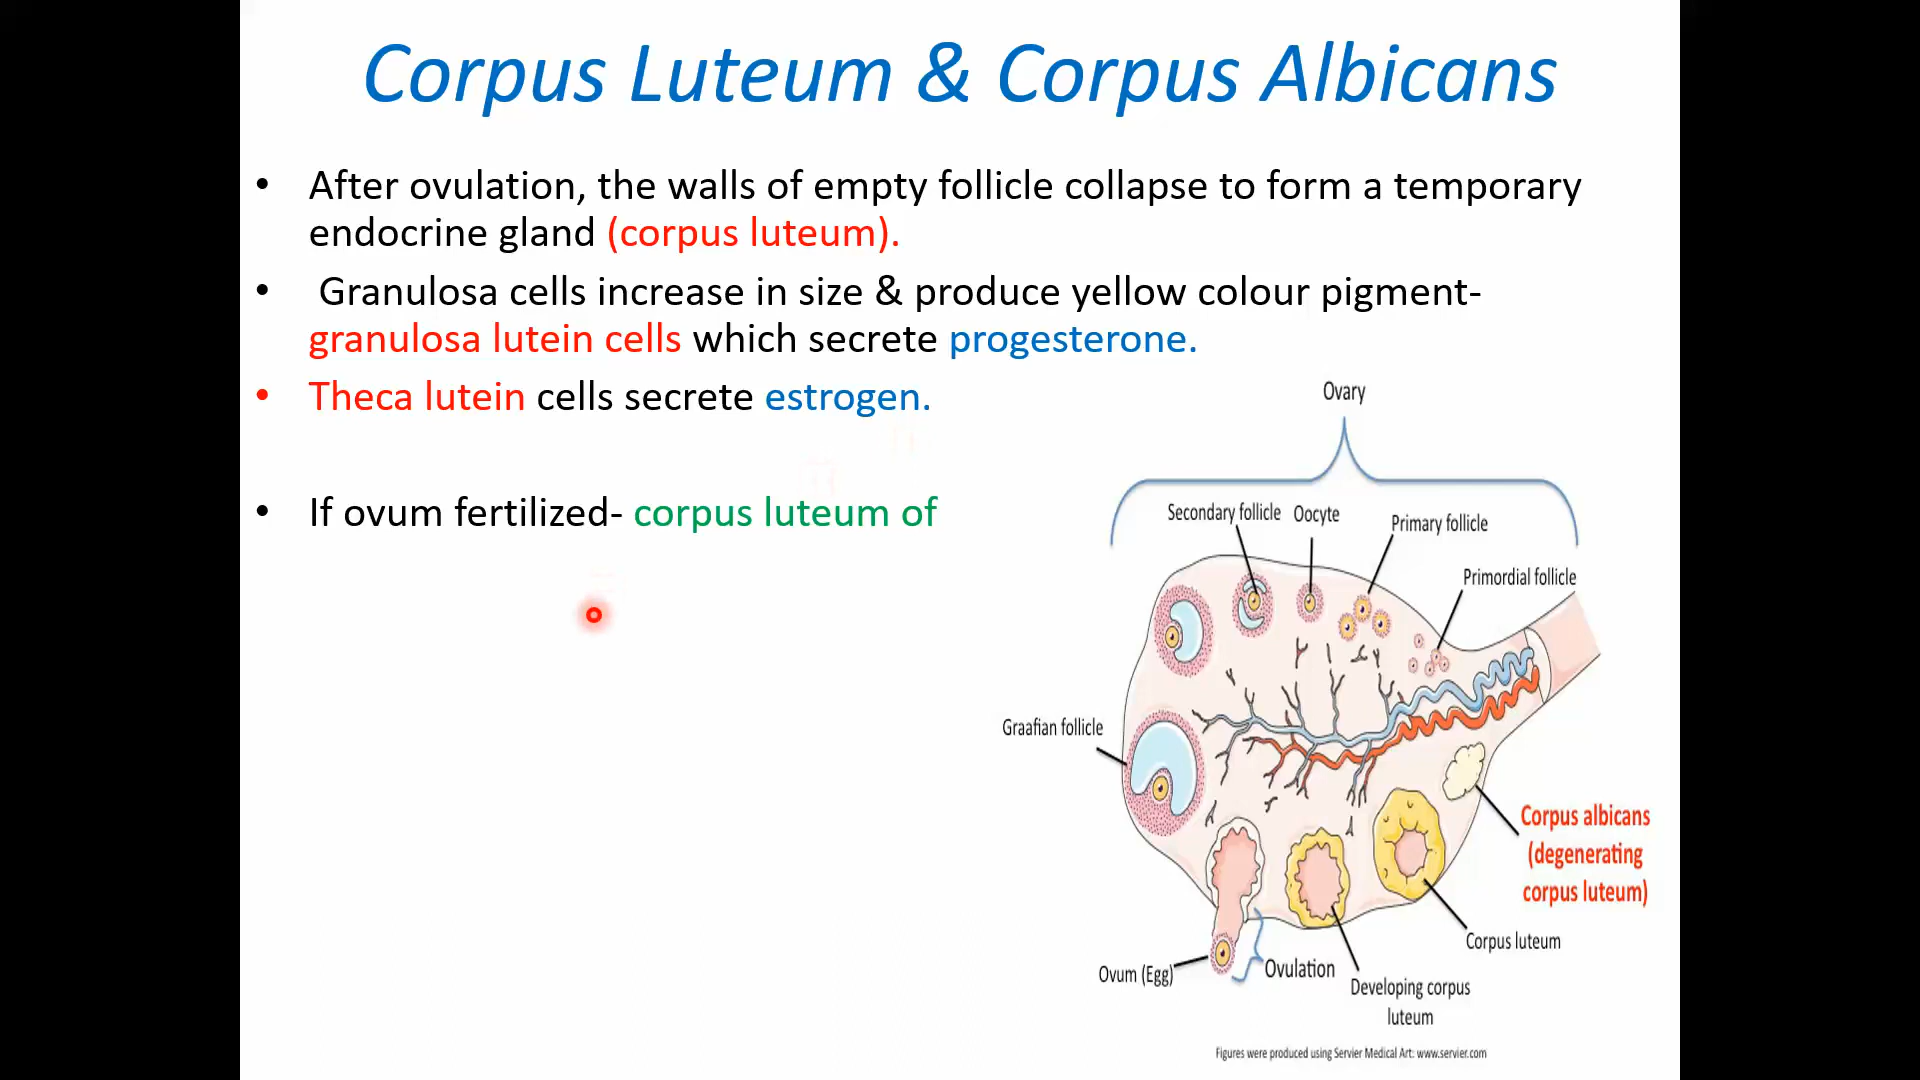 Corpus Luteum & Corpus Albicans
• After ovulation, the walls of empty follicle collapse to form a temporary
endocrine gland (corpus luteum).
• Granulosa cells increase in size & produce yellow colour pigment-
granulosa lutein cells which secrete progesterone.
• Theca lutein cells secrete estrogen.
• If ovum fertilized- corpus luteum of
Ovary
Secondary follicle
Oocyte
Primary follicle
Primordial follicle
Graafian follicle
Corpus albicans
(degenerating
corpus luteum)
Corpus luteum
Ovum (Egg)
Ovulation
Developing corpus
luteum
Figures were produced using Servier Medical Art: www.servier.com